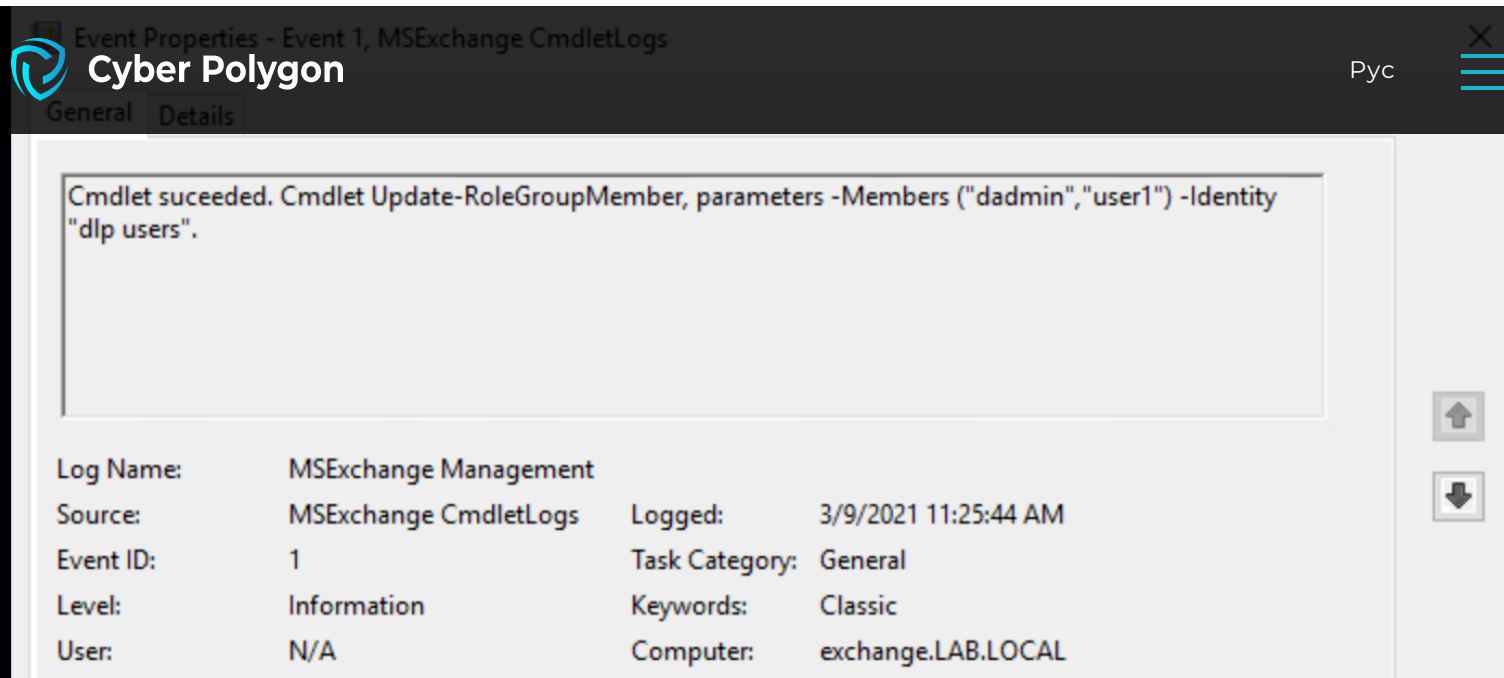 Event Properties - Event 1, MSExchange CmdletLogs
Cyber Polygon
Рус
General Details
Cmdlet suceeded. Cmdlet Update-RoleGroupMember, parameters -Members ("dadmin","user1") -Identity
"dlp users".
Log Name: MSExchange Management
Source: MSExchange CmdletLogs Logged: 3/9/2021 11:25:44 AM
Event ID: 1 Task Category: General
Level: Information Keywords: Classic
User: N/A Computer: exchange.LAB.LOCAL